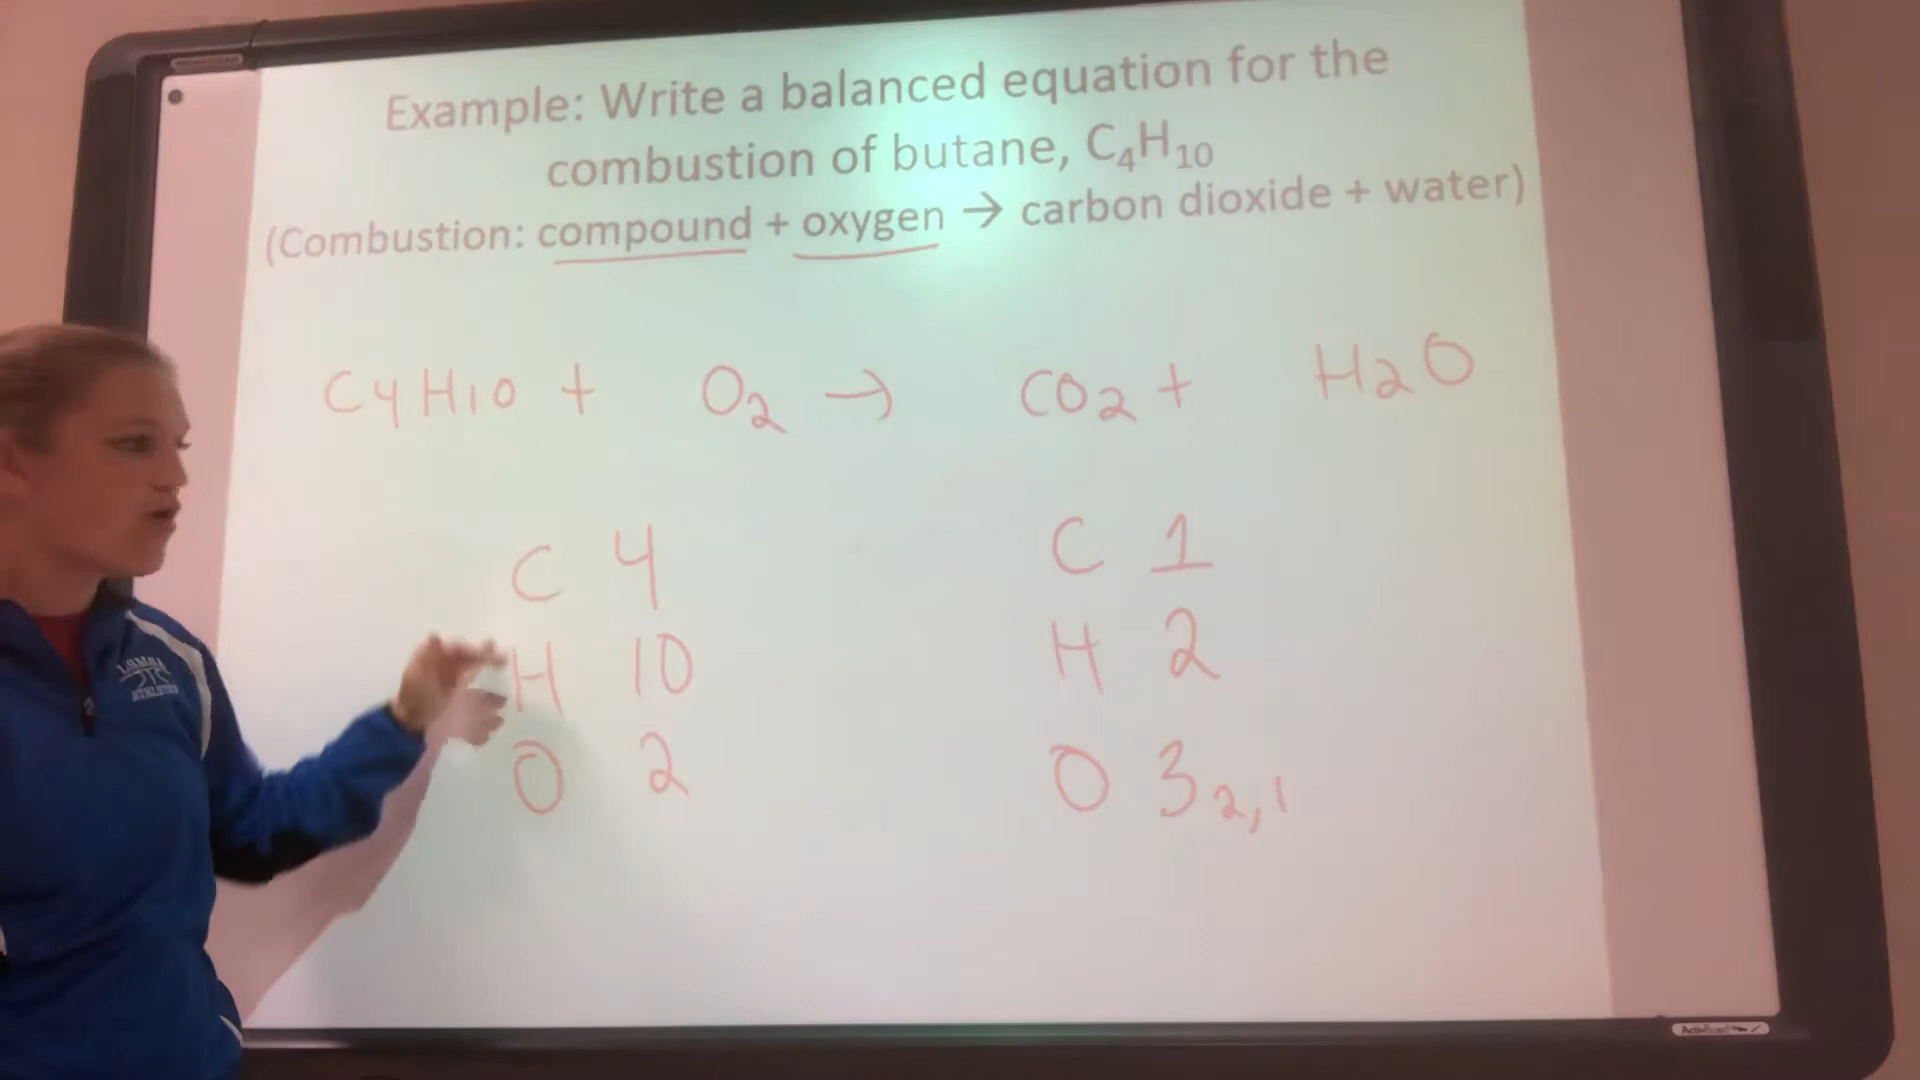 Example: Write a balanced equation for the
combustion of butane, C₄H₁₀
(Combustion: compound + oxygen → carbon dioxide + water)
C4H10 + O2 → CO2 + H2O
C 4
H 10
O 2
C 1
H 2
O 3 2,1